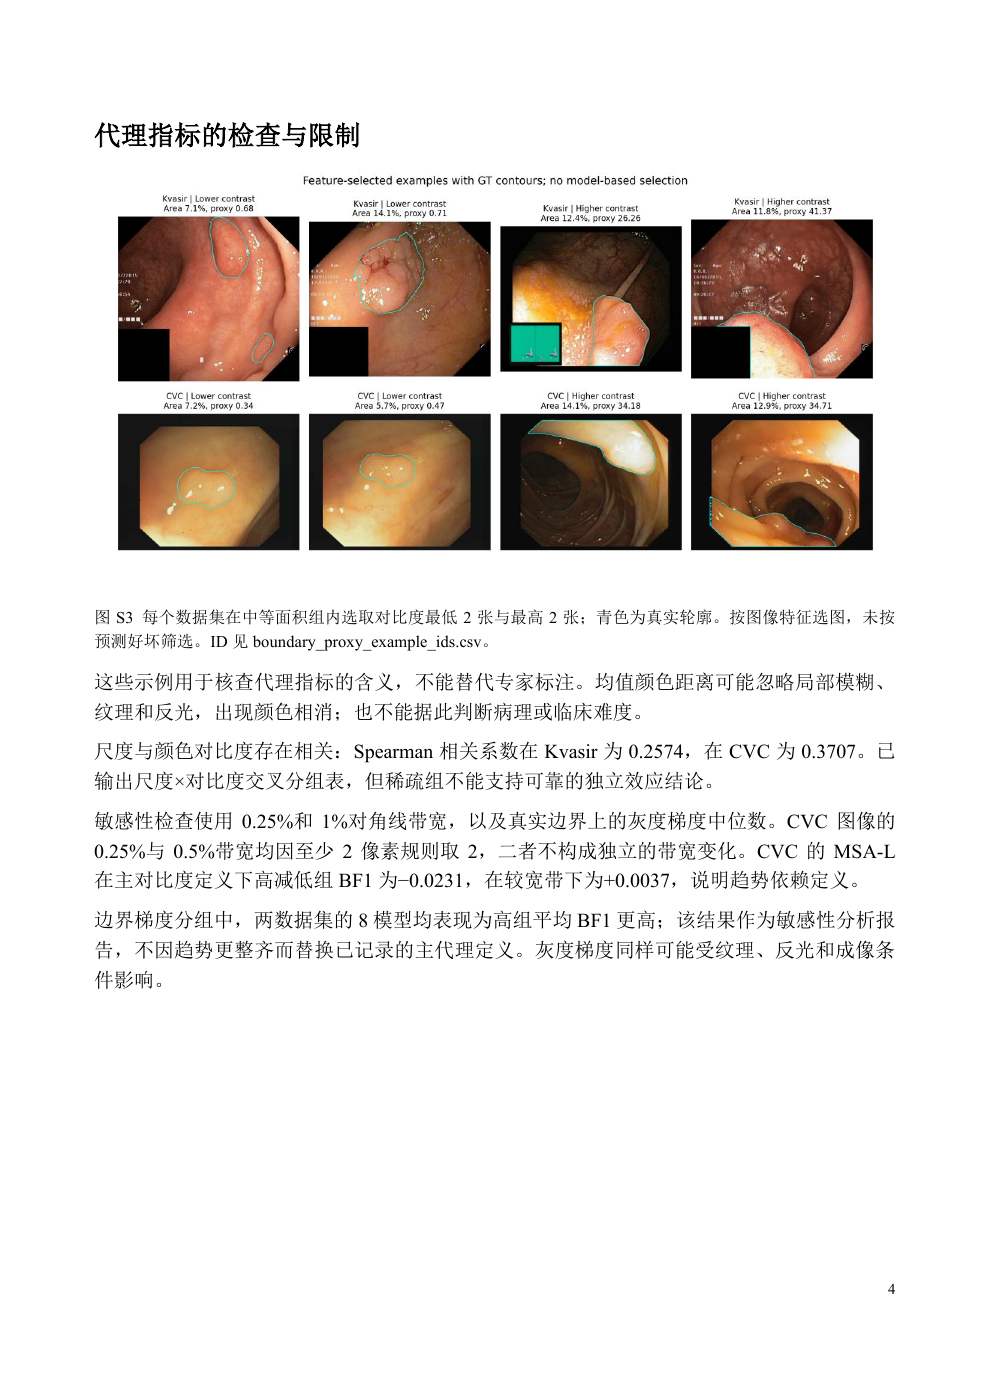 代理指标的检查与限制
Feature-selected examples with GT contours; no model-based selection
Kvasir | Lower contrast
Area 7.1%, proxy 0.68
Kvasir | Lower contrast
Area 14.1%, proxy 0.71
Kvasir | Higher contrast
Area 12.4%, proxy 26.26
Kvasir | Higher contrast
Area 11.8%, proxy 41.37
CVC | Lower contrast
Area 7.2%, proxy 0.34
CVC | Lower contrast
Area 5.7%, proxy 0.47
CVC | Higher contrast
Area 14.1%, proxy 34.18
CVC | Higher contrast
Area 12.9%, proxy 34.71
图 S3 每个数据集在中等面积组内选取对比度最低 2 张与最高 2 张；青色为真实轮廓。按图像特征选图，未按
预测好坏筛选。ID 见 boundary_proxy_example_ids.csv。
这些示例用于核查代理指标的含义，不能替代专家标注。均值颜色距离可能忽略局部模糊、
纹理和反光，出现颜色相消；也不能据此判断病理或临床难度。
尺度与颜色对比度存在相关：Spearman 相关系数在 Kvasir 为 0.2574，在 CVC 为 0.3707。已
输出尺度×对比度交叉分组表，但稀疏组不能支持可靠的独立效应结论。
敏感性检查使用 0.25%和 1%对角线带宽，以及真实边界上的灰度梯度中位数。CVC 图像的
0.25%与 0.5%带宽均因至少 2 像素规则取 2，二者不构成独立的带宽变化。CVC 的 MSA-L
在主对比度定义下高减低组 BF1 为−0.0231，在较宽带下为+0.0037，说明趋势依赖定义。
边界梯度分组中，两数据集的 8 模型均表现为高组平均 BF1 更高；该结果作为敏感性分析报
告，不因趋势更整齐而替换已记录的主代理定义。灰度梯度同样可能受纹理、反光和成像条
件影响。
4